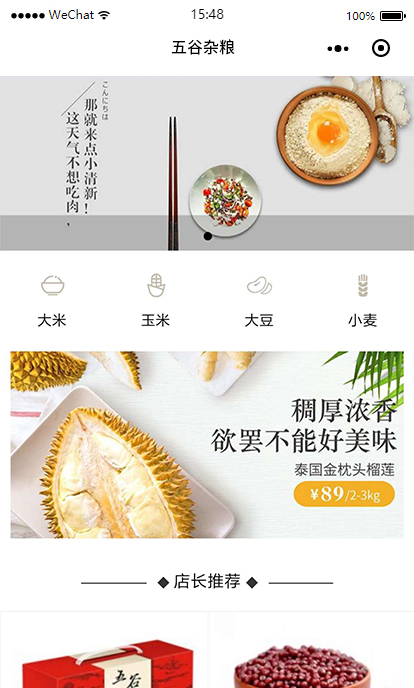 WeChat
15:48
100%
五谷杂粮
こんにちは
那就来点小清新！
这天气不想吃肉，
大米
玉米
大豆
小麦
稠厚浓香
欲罢不能好美味
泰国金枕头榴莲
￥89/2-3kg
店长推荐
五谷